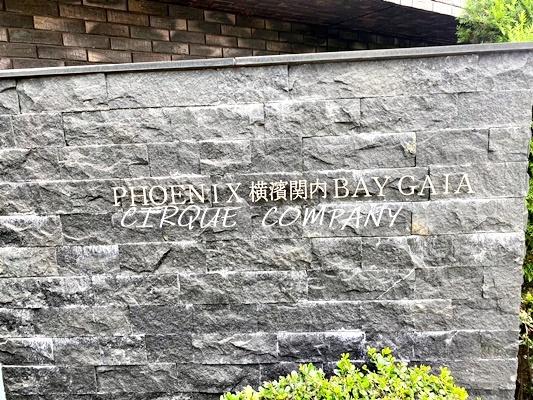 PHOENIX 横濱関内 BAY GAIA
CIRQUE COMPANY